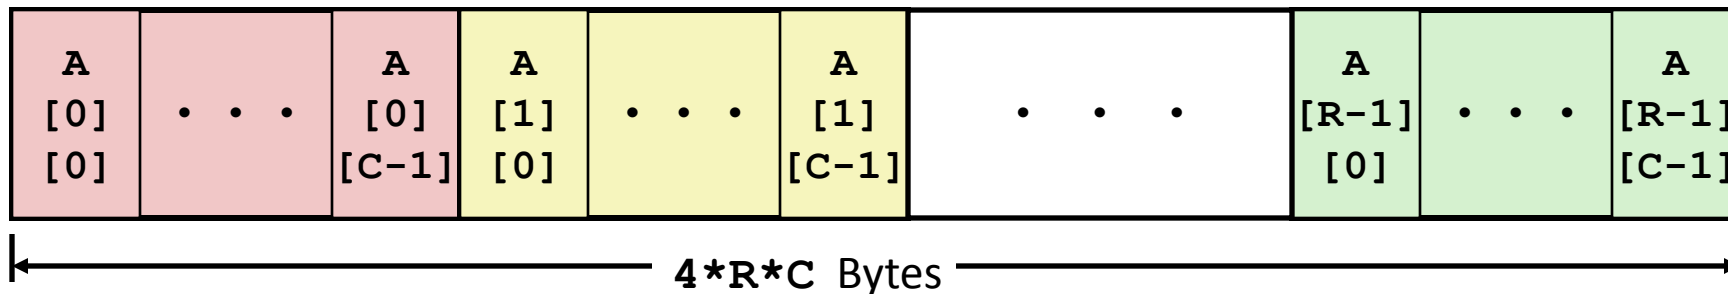 A A A A A A
[0] · · · [0] [1] · · · [1] · · · [R-1] · · · [R-1]
[0] [C-1] [0] [C-1] [0] [C-1]
4*R*C Bytes